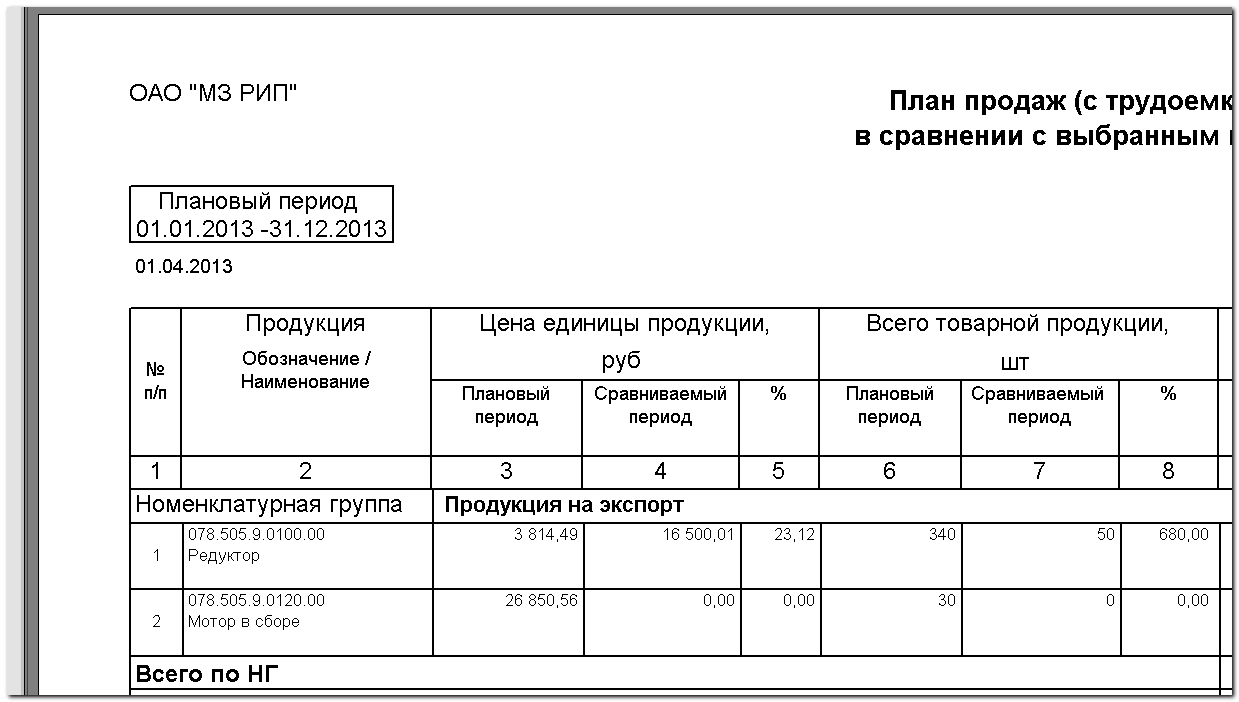 ОАО "МЗ РИП"
План продаж (с
в сравнении с выбранным
Плановый период
01.01.2013 -31.12.2013
01.04.2013
№ п/п
Продукция
Обозначение /
Наименование
Цена единицы продукции,
руб
Всего товарной продукции,
шт
Плановый период
Сравниваемый период
%
Плановый период
Сравниваемый период
%
1 2 3 4 5 6 7 8
Номенклатурная группа Продукция на экспорт
1 078.505.9.0100.00 3 814,49 16 500,01 23,12 340 50 680,00
Редуктор
2 078.505.9.0120.00 26 850,56 0,00 0,00 30 0 0,00
Мотор в сборе
Всего по НГ